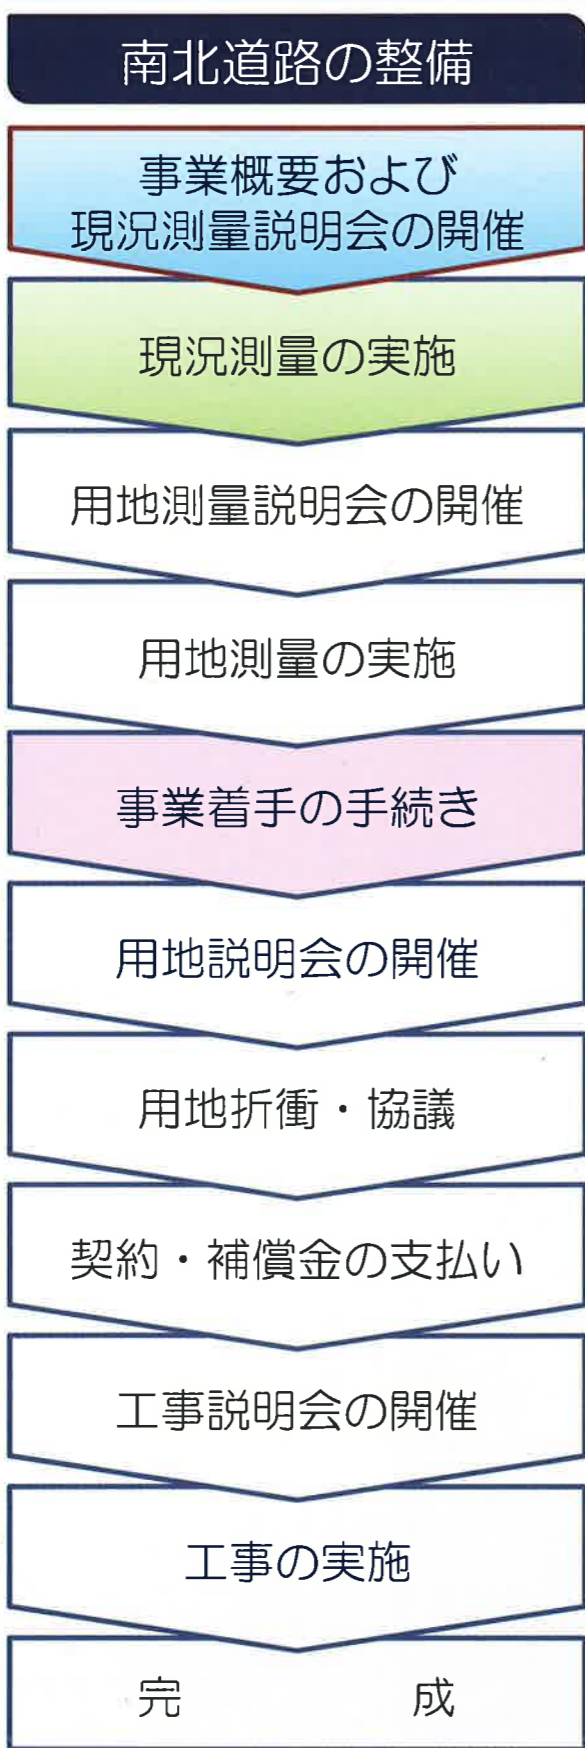 南北道路の整備
事業概要および
現況測量説明会の開催
現況測量の実施
用地測量説明会の開催
用地測量の実施
事業着手の手続き
用地説明会の開催
用地折衝・協議
契約・補償金の支払い
工事説明会の開催
工事の実施
完　　　成